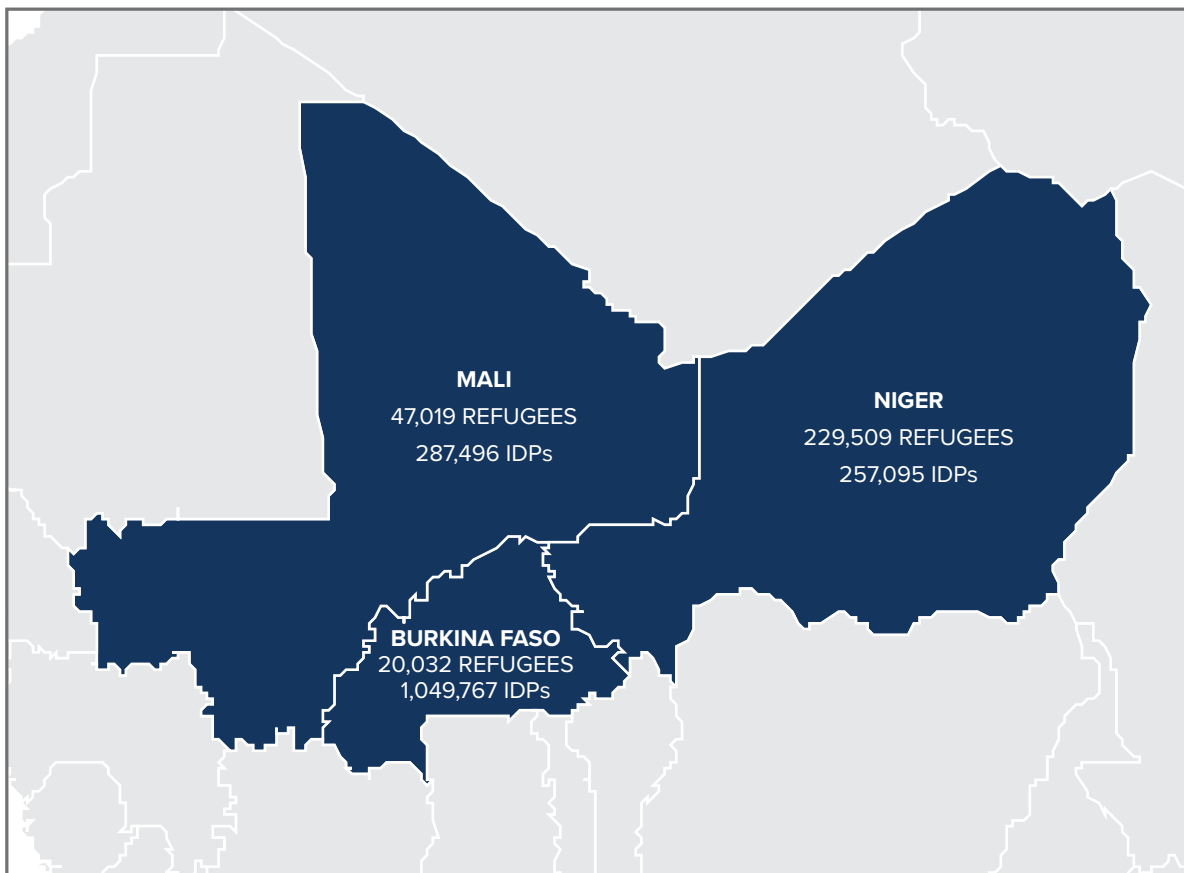 MALI
47,019 REFUGEES
287,496 IDPs
NIGER
229,509 REFUGEES
257,095 IDPs
BURKINA FASO
20,032 REFUGEES
1,049,767 IDPs